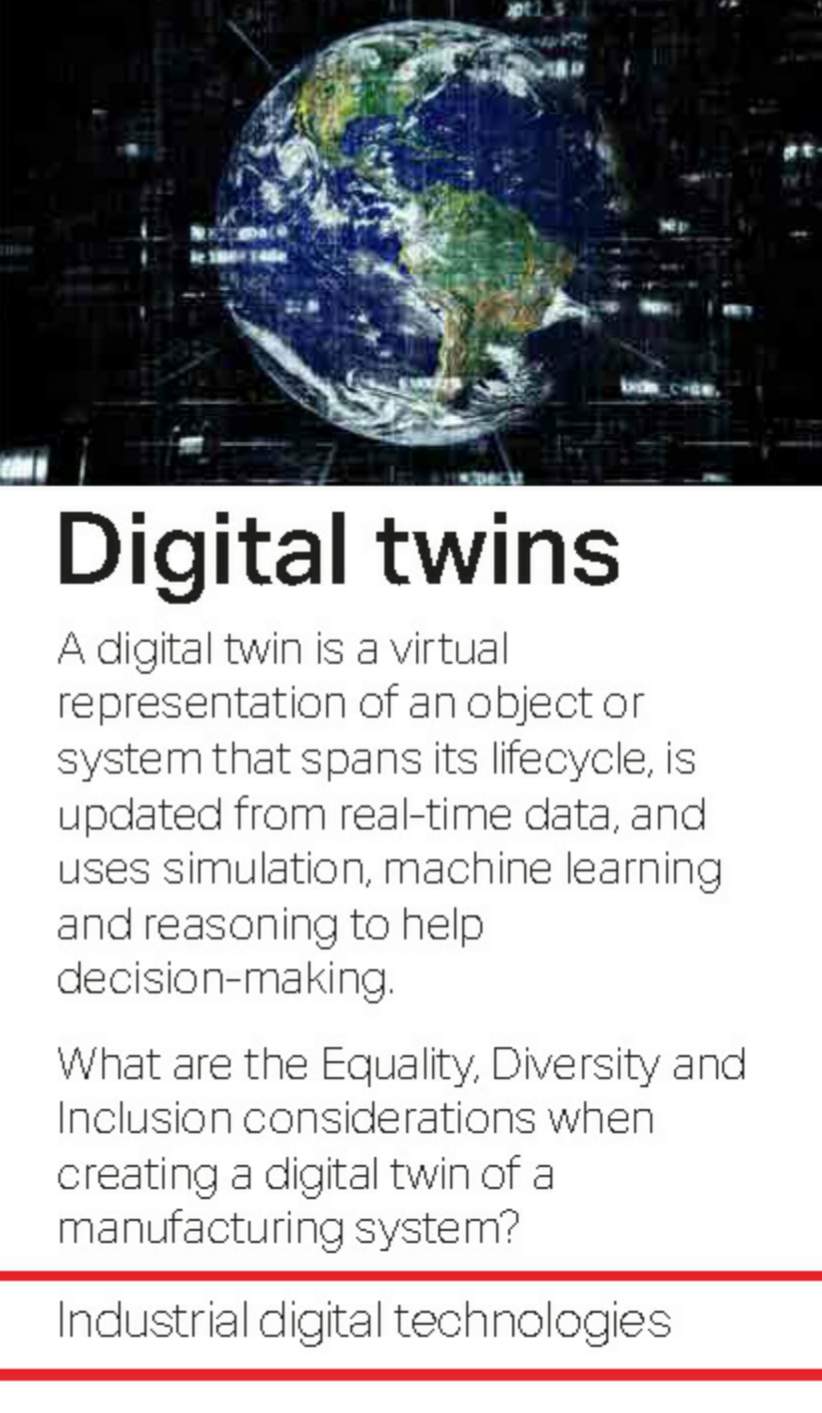 Digital twins
A digital twin is a virtual
representation of an object or
system that spans its lifecycle, is
updated from real-time data, and
uses simulation, machine learning
and reasoning to help
decision-making.
What are the Equality, Diversity and
Inclusion considerations when
creating a digital twin of a
manufacturing system?
Industrial digital technologies